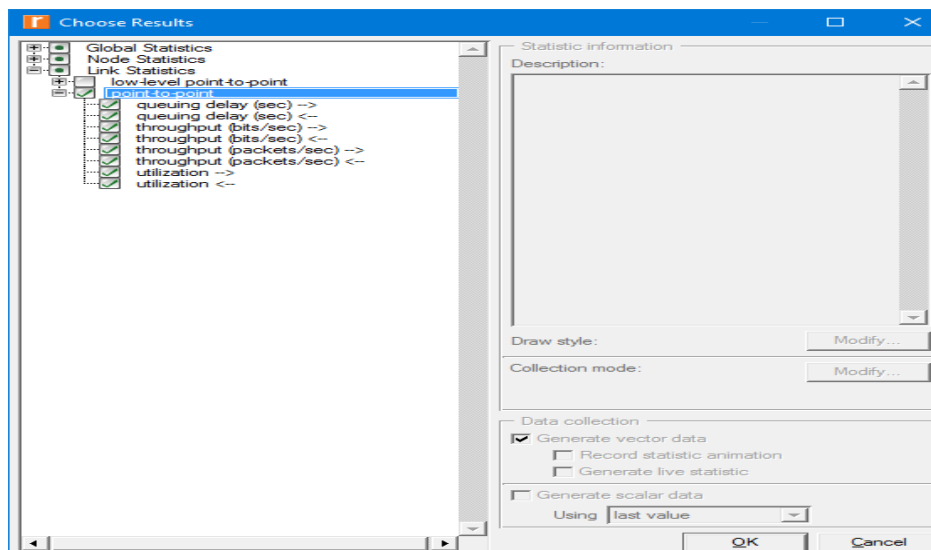 Choose Results
Global Statistics
Node Statistics
Link Statistics
low-level point-to-point
point-to-point
queuing delay (sec) -->
queuing delay (sec) <--
throughput (bits/sec) -->
throughput (bits/sec) <--
throughput (packets/sec) -->
throughput (packets/sec) <--
utilization -->
utilization <--
Statistic information
Description:
Draw style:
Modify...
Collection mode:
Modify...
Data collection
Generate vector data
Record statistic animation
Generate live statistic
Generate scalar data
Using last value
OK
Cancel